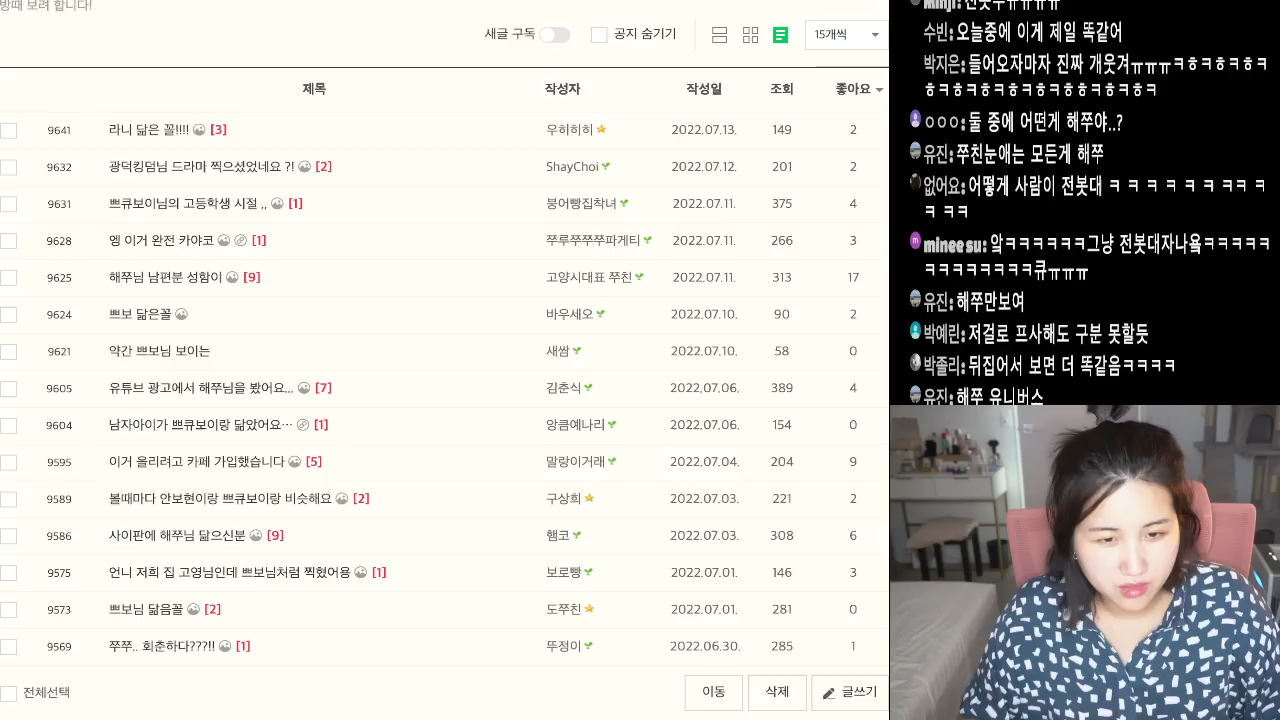 방때 보려 합니다!
새글 구독 공지 숨기기 15개씩
제목 작성자 작성일 조회 좋아요
9641 라니 닮은 꼴!!!! [3] 우히히히 2022.07.13. 149 2
9632 광덕킹덤님 드라마 찍으셨었네요 ?! [2] ShayChoi 2022.07.12. 201 2
9631 쁘큐보이님의 고등학생 시절 ,, [1] 붕어빵집착녀 2022.07.11. 375 4
9628 엥 이거 완전 카야코 [1] 쭈루쭈쭈쭈파게티 2022.07.11. 266 3
9625 해쭈님 남편분 성함이 [9] 고양시대표 쭈친 2022.07.11. 313 17
9624 쁘보 닮은꼴 바우세오 2022.07.10. 90 2
9621 약간 쁘보님 보이는 새쌈 2022.07.10. 58 0
9605 유튜브 광고에서 해쭈님을 봤어요... [7] 김춘식 2022.07.06. 389 4
9604 남자아이가 쁘큐보이랑 닮았어요… [1] 앙큼예나리 2022.07.06. 154 0
9595 이거 올리려고 카페 가입했습니다 [5] 말랑이거래 2022.07.04. 204 9
9589 볼때마다 안보현이랑 쁘큐보이랑 비슷해요 [2] 구상희 2022.07.03. 221 2
9586 사이판에 해쭈님 닮으신분 [9] 햄코 2022.07.03. 308 6
9575 언니 저희 집 고영님인데 쁘보님처럼 찍혔어용 [1] 보로빵 2022.07.01. 146 3
9573 쁘보님 닮음꼴 [2] 도쭈친 2022.07.01. 281 0
9569 쭈쭈.. 회춘하다???!! [1] 뚜정이 2022.06.30. 285 1
전체선택 이동 삭제 글쓰기
수빈: 오늘중에 이게 제일 똑같어
박지은: 들어오자마자 진짜 개웃겨ㅠㅠㅠㅋㅎㅋㅎㅋㅎㅋ
ㅎㅋㅎㅋㅎㅋㅎㅋㅎㅋㅎㅎㅋㅎㅋㅎㅋ
ㅇㅇㅇ: 둘 중에 어떤게 해쭈야..?
유진: 쭈친눈에는 모든게 해쭈
없어요: 어떻게 사람이 전봇대 ㅋ ㅋ ㅋ ㅋ ㅋ ㅋ ㅋㅋ ㅋ
ㅋ ㅋㅋ
minee su: 앜ㅋㅋㅋㅋㅋㅋ그냥 전봇대자나욬ㅋㅋㅋㅋㅋ
ㅋㅋㅋㅋㅋㅋㅋㅋ큐ㅠㅠㅠ
유진: 해쭈만보여
박예린: 저걸로 프사해도 구분 못할듯
박졸리: 뒤집어서 보면 더 똑같음ㅋㅋㅋㅋ
유진: 해쭈 유니버스